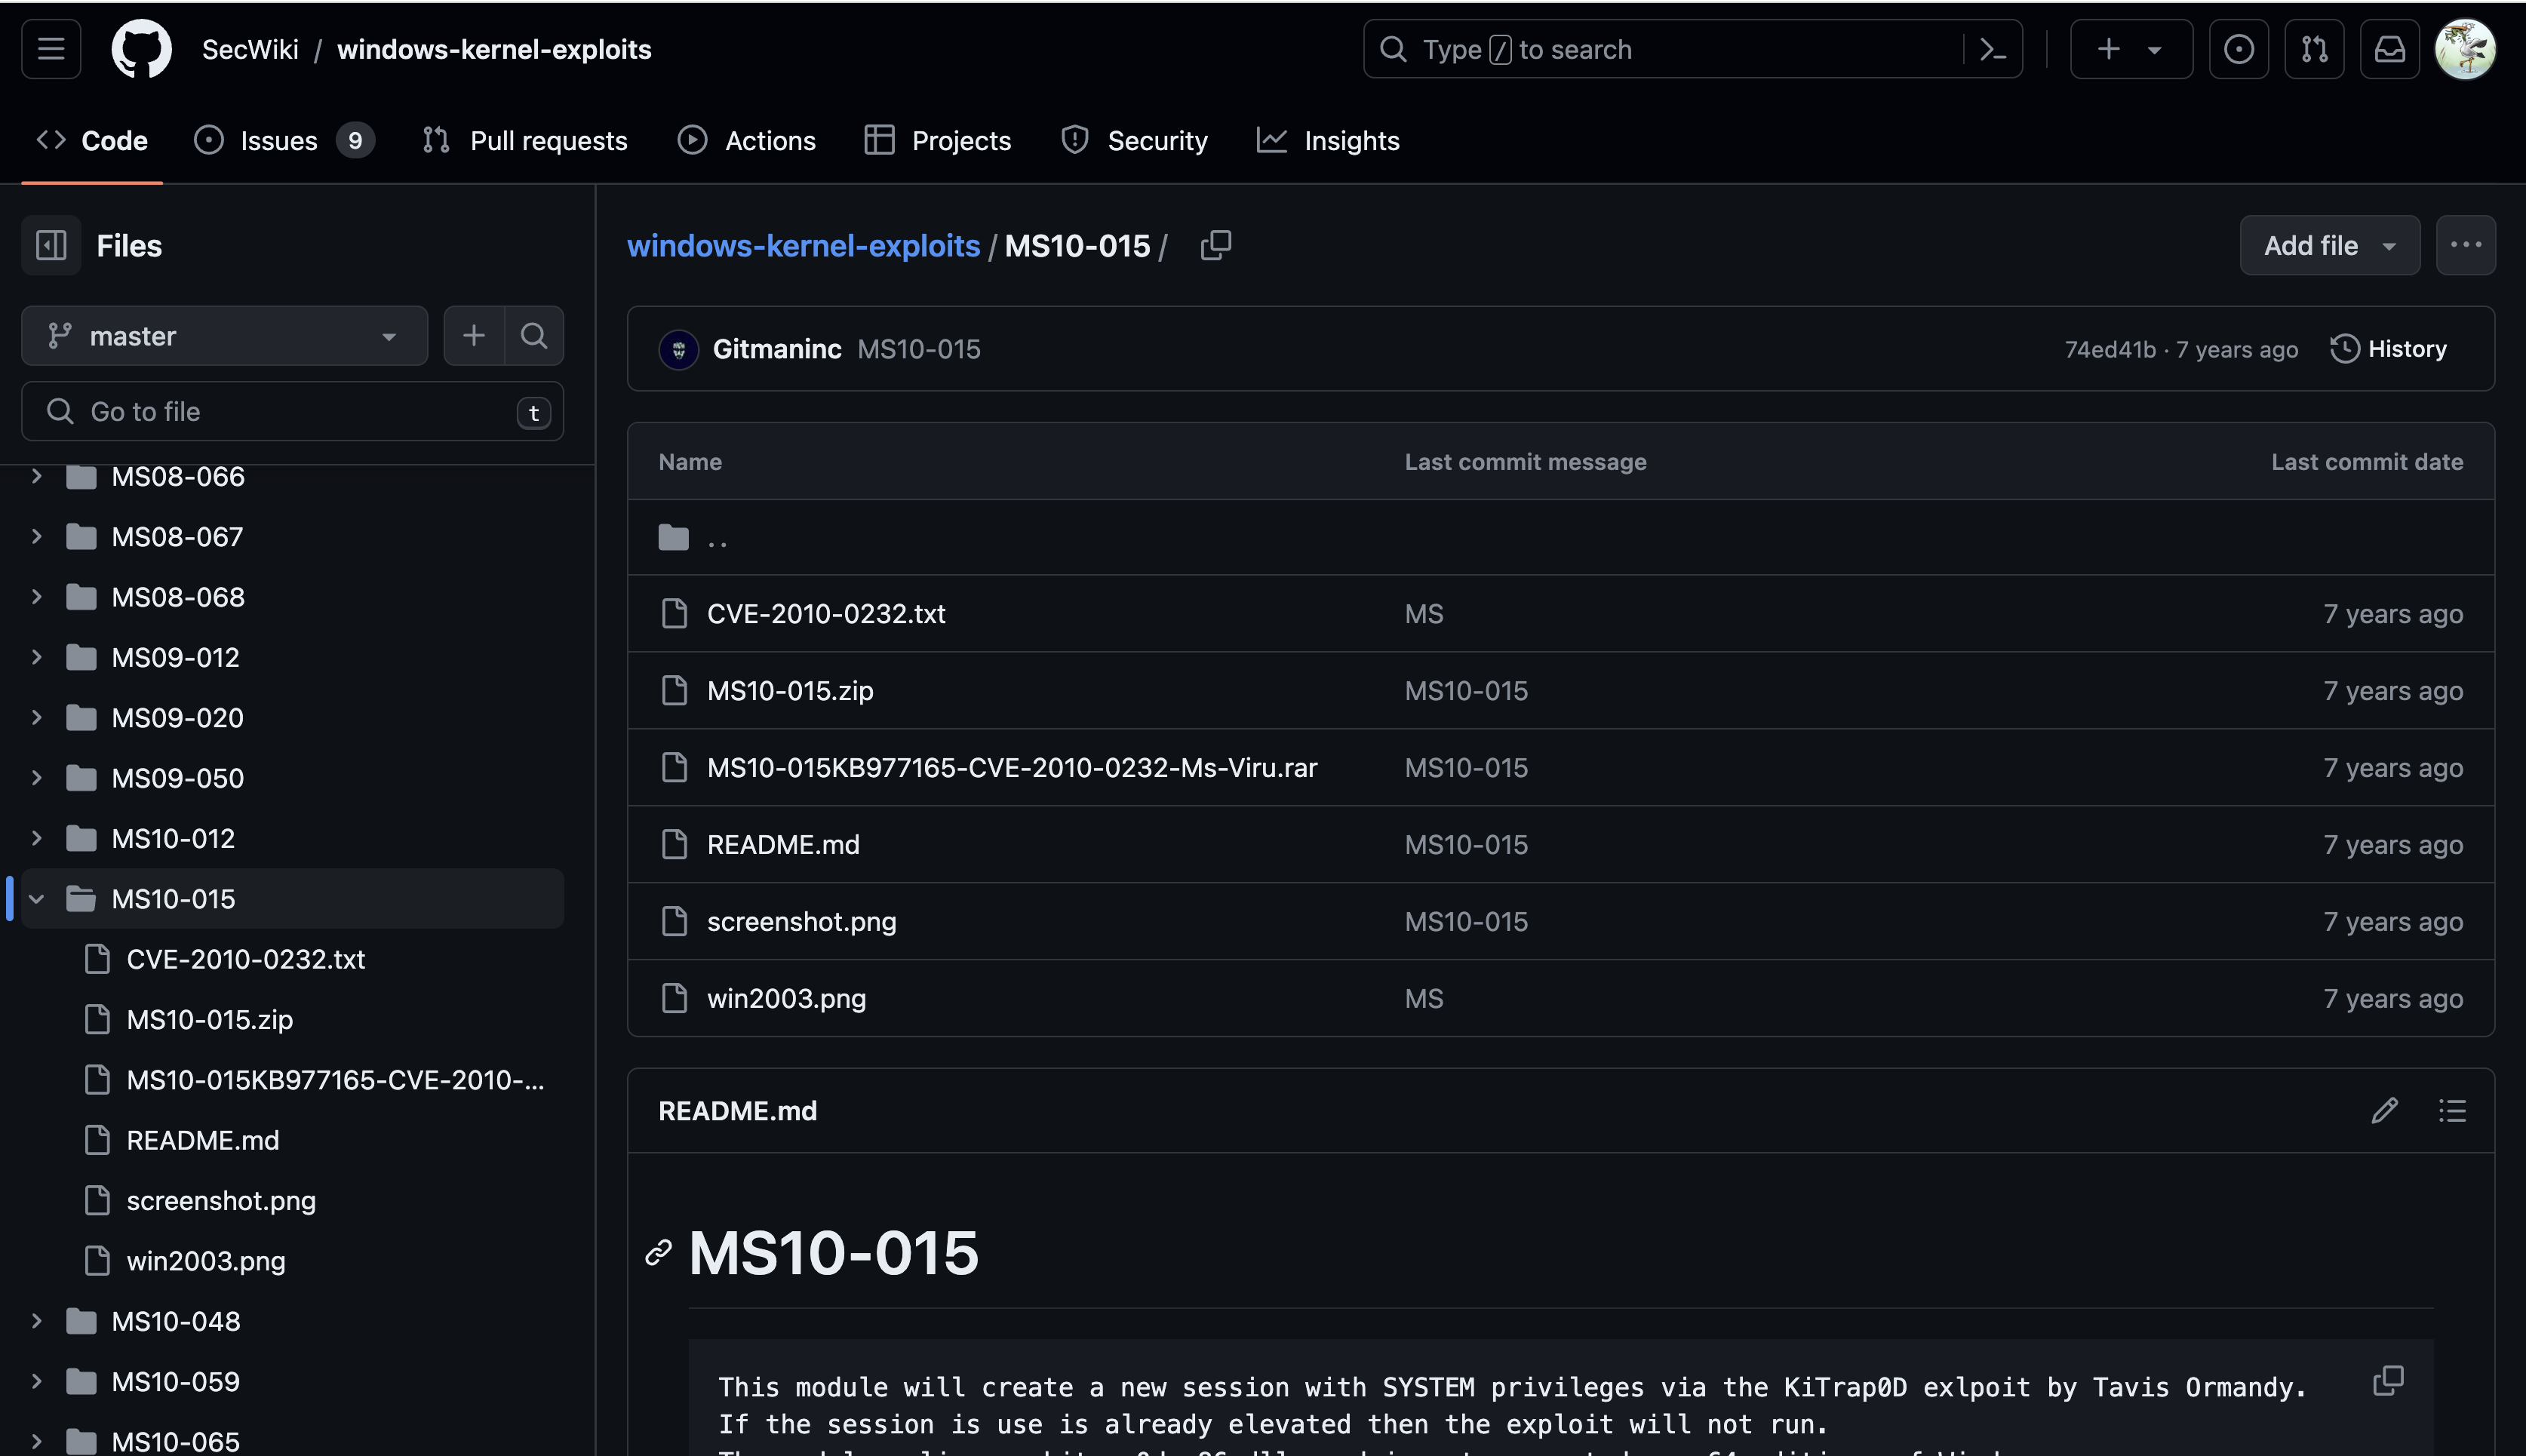 SecWiki / windows-kernel-exploits
Type / to search
Code
Issues 9
Pull requests
Actions
Projects
Security
Insights
Files
master
Go to file t
MS08-066
MS08-067
MS08-068
MS09-012
MS09-020
MS09-050
MS10-012
MS10-015
CVE-2010-0232.txt
MS10-015.zip
MS10-015KB977165-CVE-2010-...
README.md
screenshot.png
win2003.png
MS10-048
MS10-059
MS10-065
windows-kernel-exploits / MS10-015 /
Add file
Gitmaninc MS10-015 74ed41b · 7 years ago History
Name Last commit message Last commit date
..
CVE-2010-0232.txt MS 7 years ago
MS10-015.zip MS10-015 7 years ago
MS10-015KB977165-CVE-2010-0232-Ms-Viru.rar MS10-015 7 years ago
README.md MS10-015 7 years ago
screenshot.png MS10-015 7 years ago
win2003.png MS 7 years ago
README.md
MS10-015
This module will create a new session with SYSTEM privileges via the KiTrap0D exlpoit by Tavis Ormandy.
If the session is use is already elevated then the exploit will not run.